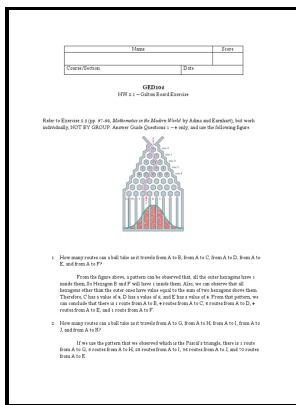 Name Score
Course/Section Date
GED102
HW 2.1 – Galton Board Exercise
Refer to Exercise 2.2 (pp. 97-98, Mathematics in the Modern World by Adina and Earnhart), but work
individually, NOT BY GROUP. Answer Guide Questions 1 – 4 only, and use the following figure.
1. How many routes can a ball take as it travels from A to B, from A to C, from A to D, from A to
E, and from A to F?
From the figure above, a pattern can be observed that, all the outer hexagons have 1
inside them. So Hexagon B and F will have 1 inside them. Also, we can observe that all
hexagons other than the outer ones have value equal to the sum of two hexagons above them.
Therefore, C has a value of 4, D has a value of 6, and E has a value of 4. From that pattern, we
can conclude that there is 1 route from A to B, 4 routes from A to C, 6 routes from A to D, 4
routes from A to E, and 1 route from A to F.
2. How many routes can a ball take as it travels from A to G, from A to H, from A to I, from A to
J, and from A to K?
If we use the pattern that we observed which is the Pascal's triangle, there is 1 route
from A to G, 8 routes from A to H, 28 routes from A to I, 56 routes from A to J, and 70 routes
from A to K.